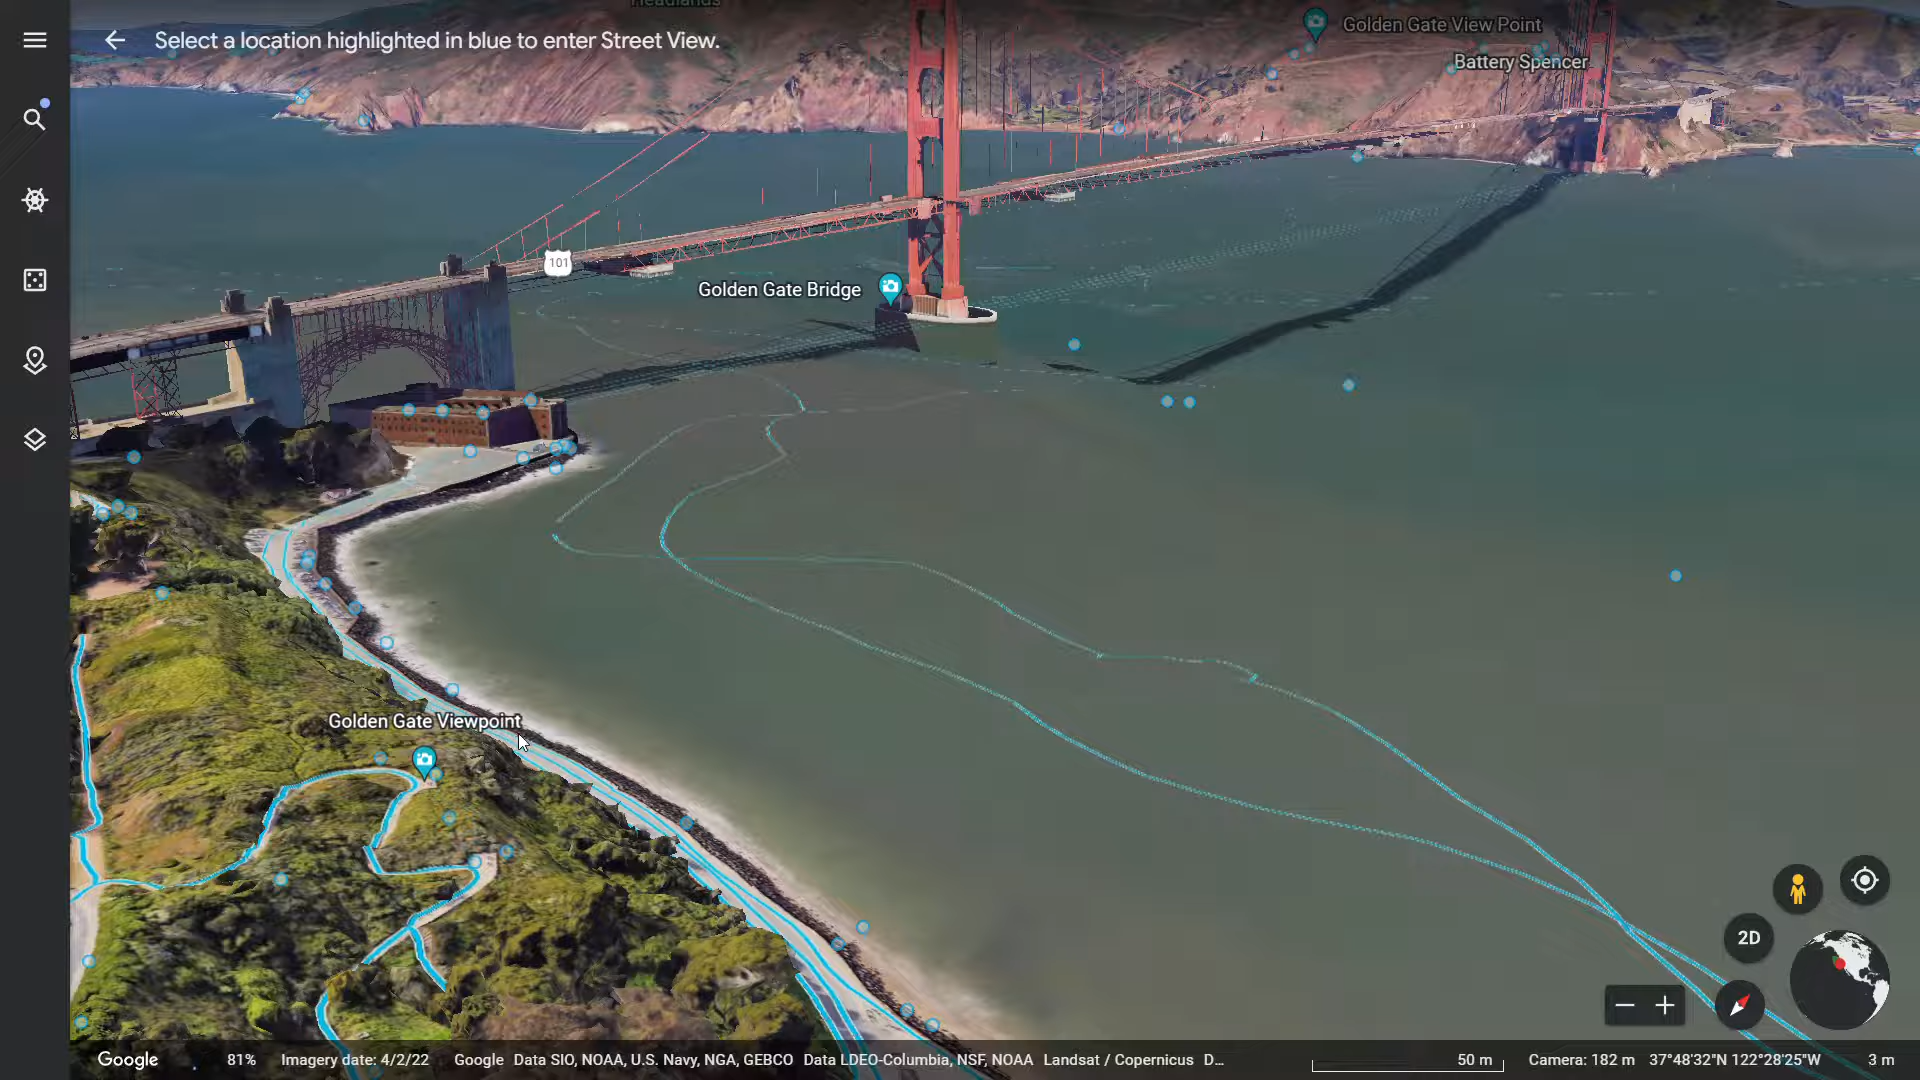 Headlands
Select a location highlighted in blue to enter Street View.
Golden Gate View Point
Battery Spencer
101
Golden Gate Bridge
Golden Gate Viewpoint
2D
Google
81%
Imagery date: 4/2/22
Google Data SIO, NOAA, U.S. Navy, NGA, GEBCO Data LDEO-Columbia, NSF, NOAA Landsat / Copernicus D...
50 m
Camera: 182 m
37°48'32"N 122°28'25"W
3 m